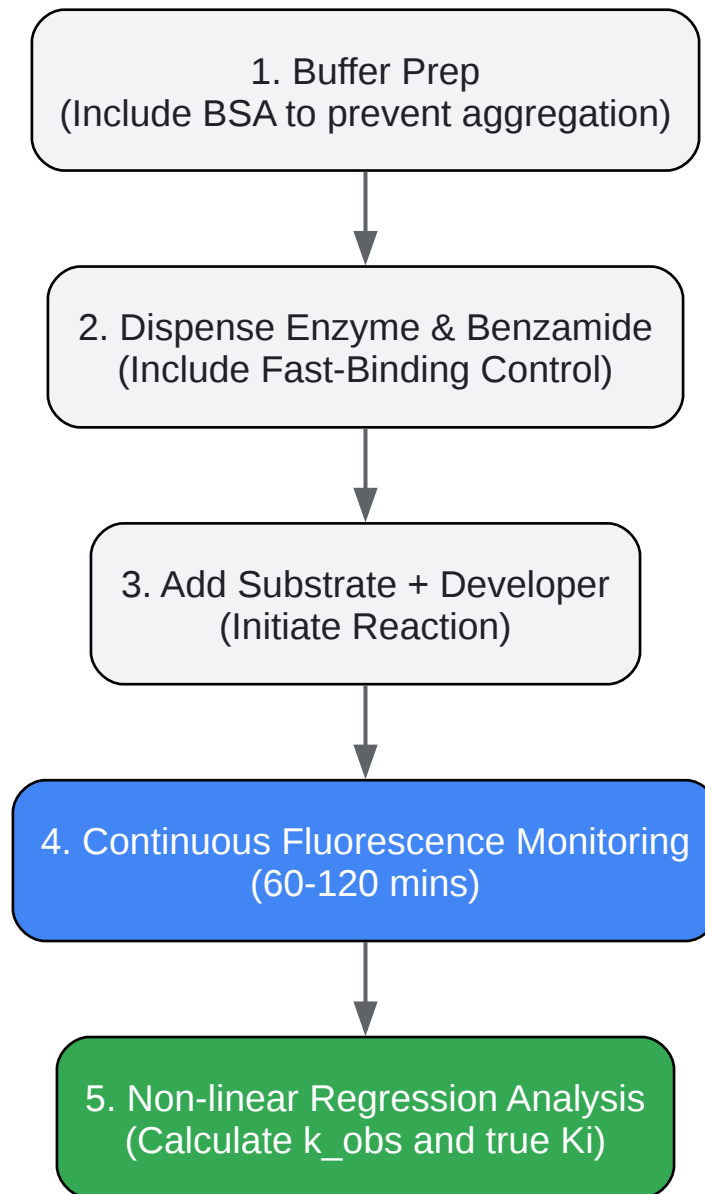 1. Buffer Prep
(Include BSA to prevent aggregation)
2. Dispense Enzyme & Benzamide
(Include Fast-Binding Control)
3. Add Substrate + Developer
(Initiate Reaction)
4. Continuous Fluorescence Monitoring
(60-120 mins)
5. Non-linear Regression Analysis
(Calculate k_obs and true Ki)